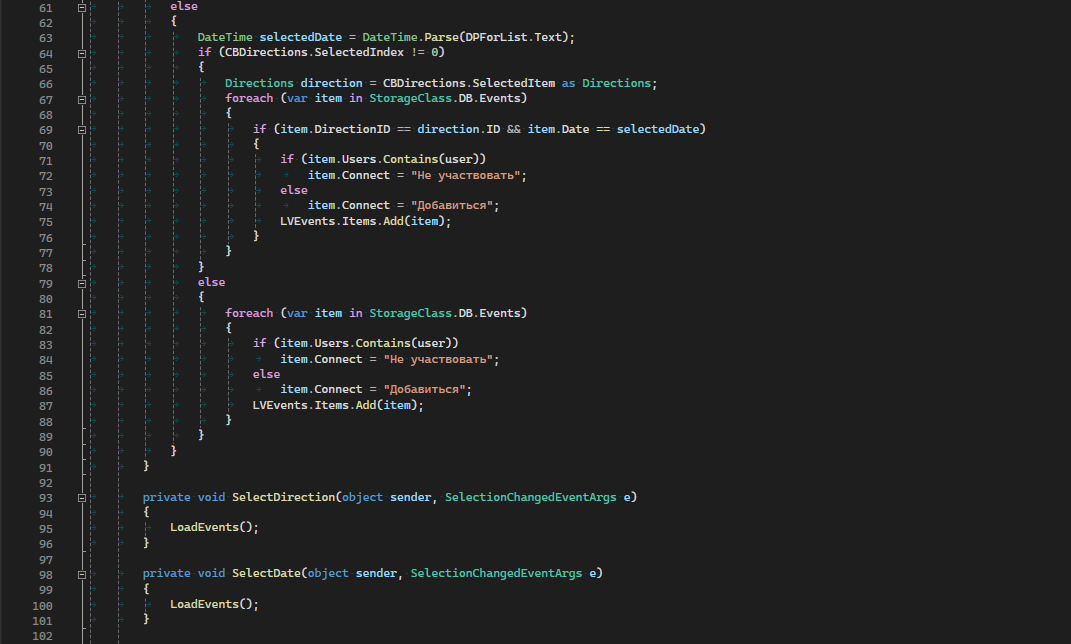 61 else
62 {
63 DateTime selectedDate = DateTime.Parse(DPForList.Text);
64 if (CBDirections.SelectedIndex != 0)
65 {
66 Directions direction = CBDirections.SelectedItem as Directions;
67 foreach (var item in StorageClass.DB.Events)
68 {
69 if (item.DirectionID == direction.ID && item.Date == selectedDate)
70 {
71 if (item.Users.Contains(user))
72 item.Connect = "Не участвовать";
73 else
74 item.Connect = "Добавиться";
75 LVEvents.Items.Add(item);
76 }
77 }
78 }
79 else
80 {
81 foreach (var item in StorageClass.DB.Events)
82 {
83 if (item.Users.Contains(user))
84 item.Connect = "Не участвовать";
85 else
86 item.Connect = "Добавиться";
87 LVEvents.Items.Add(item);
88 }
89 }
90 }
91 }
92
93 private void SelectDirection(object sender, SelectionChangedEventArgs e)
94 {
95 LoadEvents();
96 }
97
98 private void SelectDate(object sender, SelectionChangedEventArgs e)
99 {
100 LoadEvents();
101 }
102